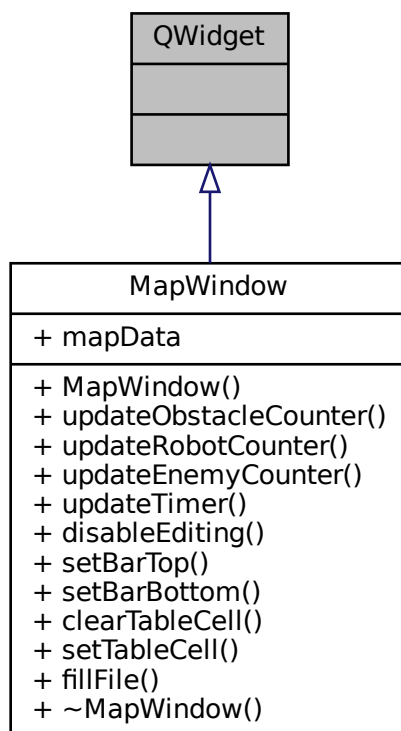 QWidget
MapWindow
+ mapData
+ MapWindow()
+ updateObstacleCounter()
+ updateRobotCounter()
+ updateEnemyCounter()
+ updateTimer()
+ disableEditing()
+ setBarTop()
+ setBarBottom()
+ clearTableCell()
+ setTableCell()
+ fillFile()
+ ~MapWindow()